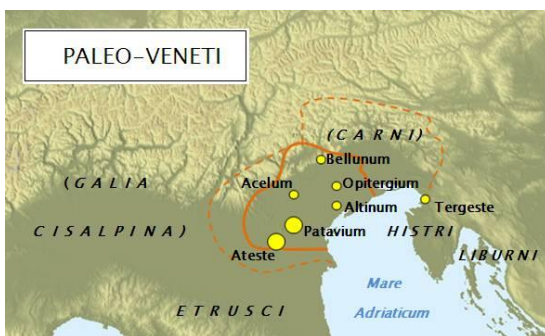 PALEO-VENETI
(CARNI)
Bellunum
(GALIA
Acelum
Opitergium
Altinum
Tergeste
CISALPINA)
Patavium
HISTRI
Ateste
LIBURNI
Mare
Adriaticum
ETRUSCI